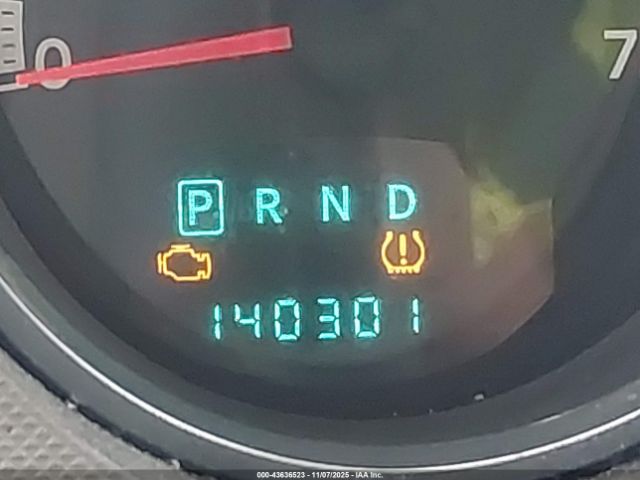 0 7
P R N D
140301
000-43636523 - 11/07/2025 - IAA Inc.